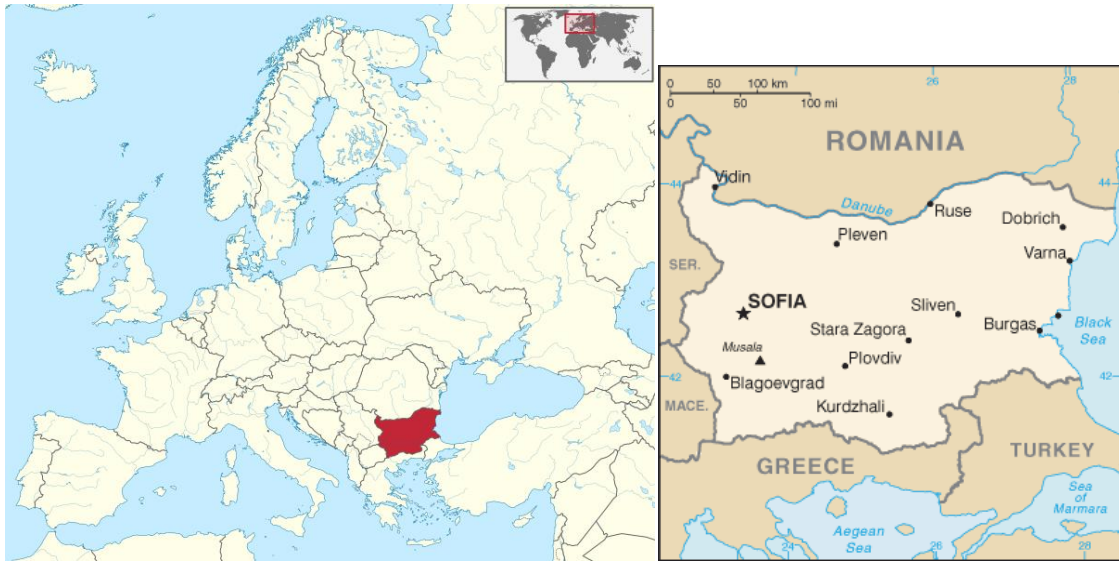 0 50 100 km
0 50 100 mi
26
28
ROMANIA
44
Vidin
44
Danube
Ruse
Dobrich
Pleven
Varna
SER.
SOFIA
Sliven
Stara Zagora
Burgas
Black
Sea
Musala
Plovdiv
42
Blagoevgrad
42
MACE.
Kurdzhali
GREECE
TURKEY
Sea
of
Marmara
Aegean
Sea
24
26
28